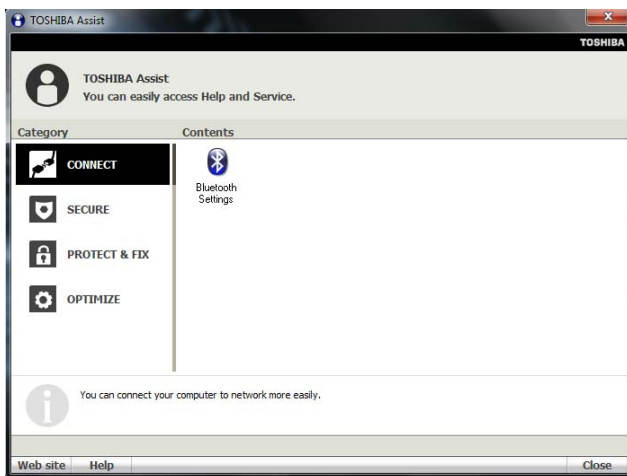 TOSHIBA Assist
TOSHIBA
TOSHIBA Assist
You can easily access Help and Service.
Category
Contents
CONNECT
SECURE
PROTECT & FIX
OPTIMIZE
Bluetooth
Settings
You can connect your computer to network more easily.
Web site
Help
Close